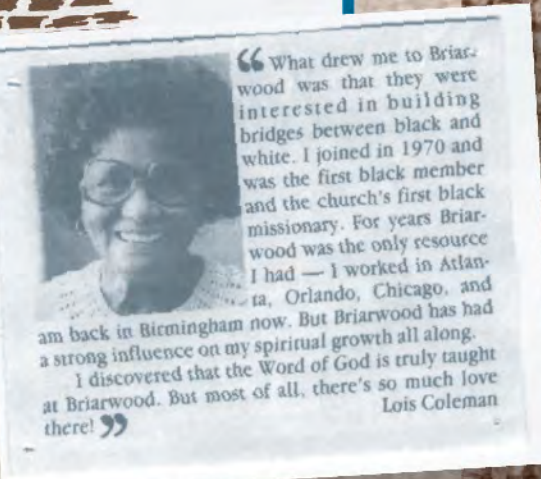 “ What drew me to Briar-
wood was that they were
interested in building
bridges between black and
white. I joined in 1970 and
was the first black member
and the church's first black
missionary. For years Briar-
wood was the only resource
I had — I worked in Atlan-
ta, Orlando, Chicago, and
am back in Birmingham now. But Briarwood has had
a strong influence on my spiritual growth all along.
I discovered that the Word of God is truly taught
at Briarwood. But most of all, there's so much love
there! ”
Lois Coleman